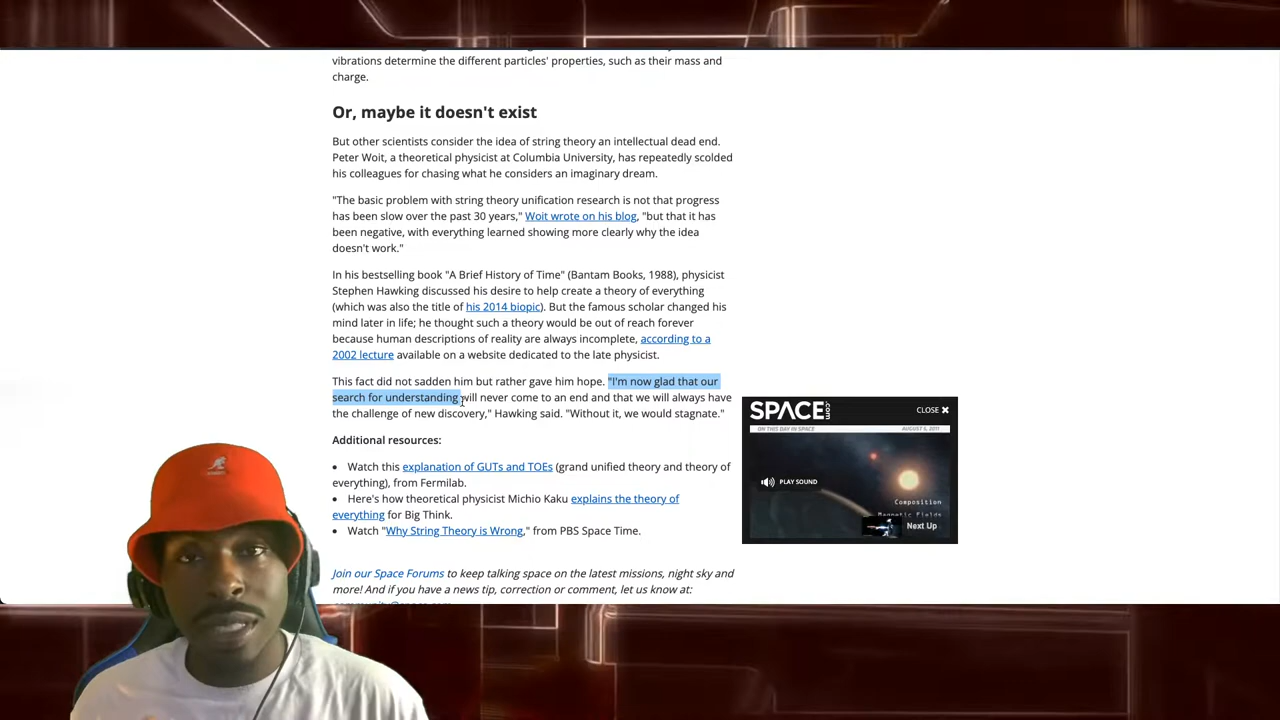 vibrations determine the different particles' properties, such as their mass and
charge.
Or, maybe it doesn't exist
But other scientists consider the idea of string theory an intellectual dead end.
Peter Woit, a theoretical physicist at Columbia University, has repeatedly scolded
his colleagues for chasing what he considers an imaginary dream.
"The basic problem with string theory unification research is not that progress
has been slow over the past 30 years," Woit wrote on his blog, "but that it has
been negative, with everything learned showing more clearly why the idea
doesn't work."
In his bestselling book "A Brief History of Time" (Bantam Books, 1988), physicist
Stephen Hawking discussed his desire to help create a theory of everything
(which was also the title of his 2014 biopic). But the famous scholar changed his
mind later in life; he thought such a theory would be out of reach forever
because human descriptions of reality are always incomplete, according to a
2002 lecture available on a website dedicated to the late physicist.
This fact did not sadden him but rather gave him hope. "I'm now glad that our
search for understanding will never come to an end and that we will always have
the challenge of new discovery," Hawking said. "Without it, we would stagnate."
Additional resources:
• Watch this explanation of GUTs and TOEs (grand unified theory and theory of
everything), from Fermilab.
• Here's how theoretical physicist Michio Kaku explains the theory of
everything for Big Think.
• Watch "Why String Theory is Wrong," from PBS Space Time.
Join our Space Forums to keep talking space on the latest missions, night sky and
more! And if you have a news tip, correction or comment, let us know at:
SPACE.com
CLOSE ✖
ON THIS DAY IN SPACE
AUGUST 5, 2011
PLAY SOUND
Composition
Magnetic Fields
Next Up